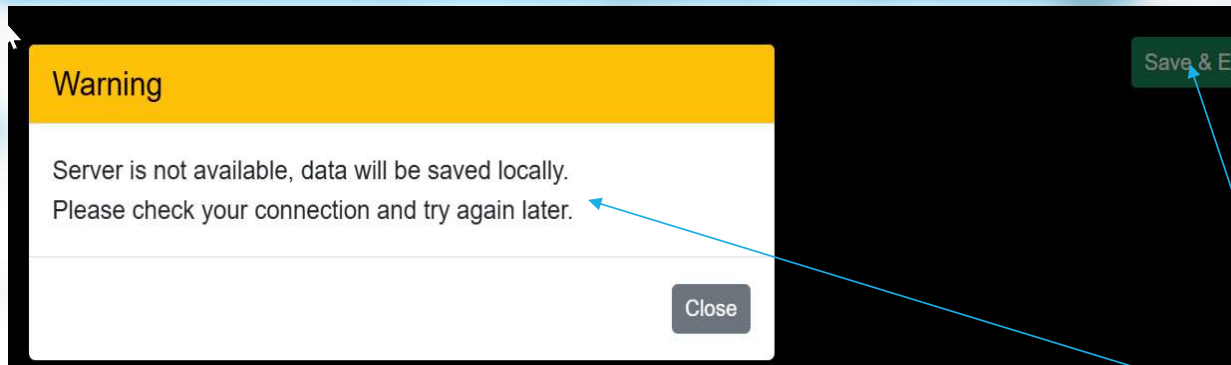 Warning
Save &
Server is not available, data will be saved locally.
Please check your connection and try again later.
Close